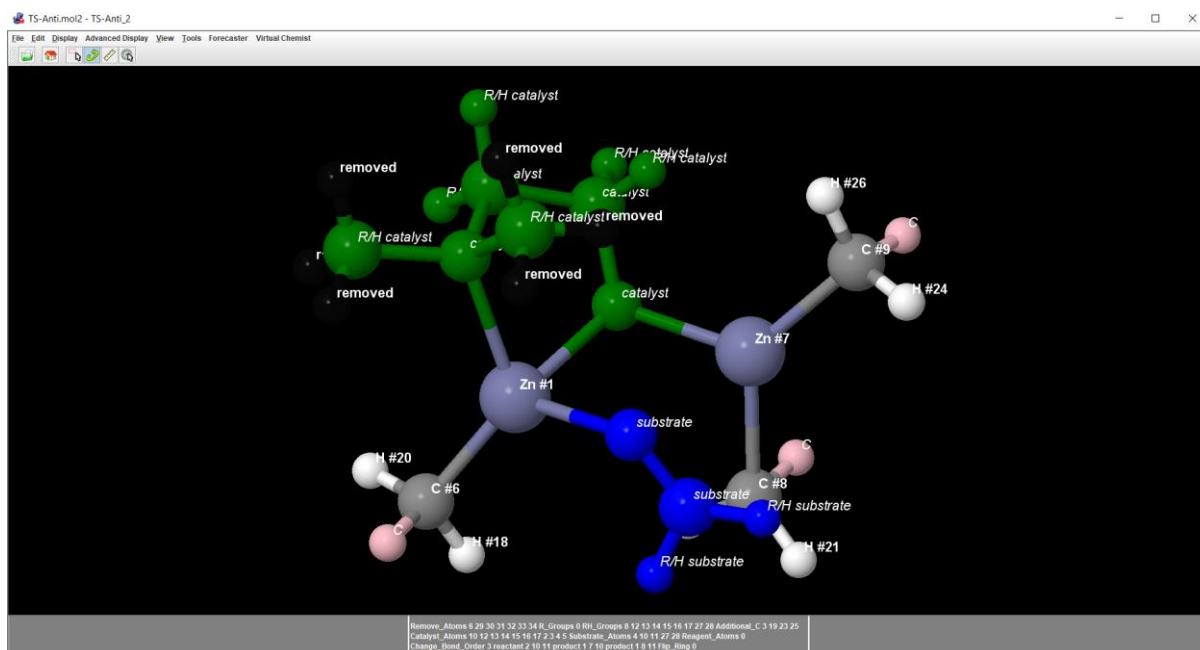 TS-Anti.mol2 - TS-Anti_2
File Edit Display Advanced Display View Tools Forecaster Virtual Chemist
R/H catalyst
removed
removed
R/H catalyst
R/H catalyst
H #26
R/H catalyst
removed
C
R/H catalyst
C #9
removed
removed
catalyst
H #24
Zn #7
Zn #1
substrate
C
H #20
C #6
C #8
substrate
R/H substrate
C
H #18
H #21
R/H substrate
Remove_Atoms 6 29 30 31 32 33 34 R_Groups 0 RH_Groups 8 12 13 14 15 16 17 27 28 Additional_C 3 19 23 25
Catalyst_Atoms 10 12 13 14 15 16 17 2 3 4 5 Substrate_Atoms 4 10 11 27 28 Reagent_Atoms 0
Change_Bond_Order 3 reactant 2 10 11 product 1 7 10 product 1 8 11 Flip_Ring 0